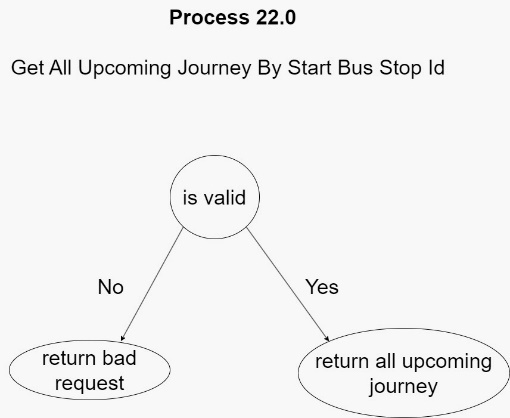 Process 22.0
Get All Upcoming Journey By Start Bus Stop Id
is valid
No
Yes
return bad
request
return all upcoming
journey